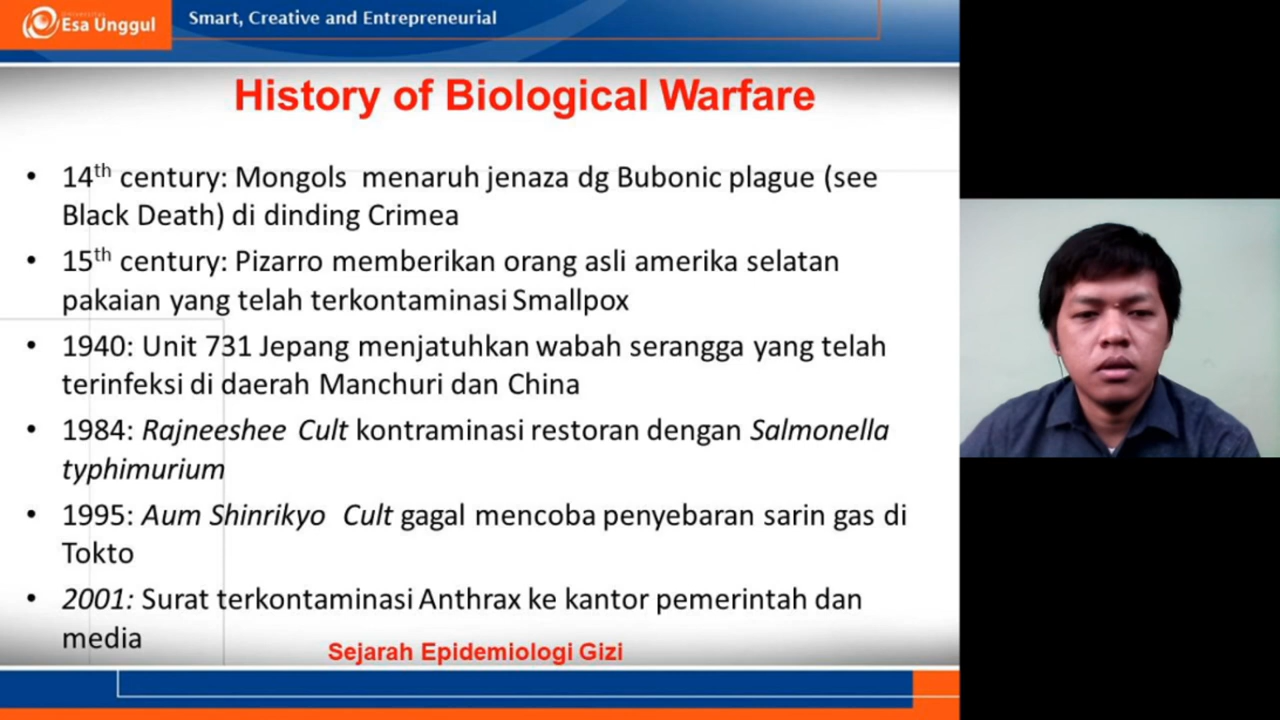 Esa Unggul
Smart, Creative and Entrepreneurial
History of Biological Warfare
• 14th century: Mongols menaruh jenaza dg Bubonic plague (see
Black Death) di dinding Crimea
• 15th century: Pizarro memberikan orang asli amerika selatan
pakaian yang telah terkontaminasi Smallpox
• 1940: Unit 731 Jepang menjatuhkan wabah serangga yang telah
terinfeksi di daerah Manchuri dan China
• 1984: Rajneeshee Cult kontraminasi restoran dengan Salmonella
typhimurium
• 1995: Aum Shinrikyo Cult gagal mencoba penyebaran sarin gas di
Tokto
• 2001: Surat terkontaminasi Anthrax ke kantor pemerintah dan
media
Sejarah Epidemiologi Gizi